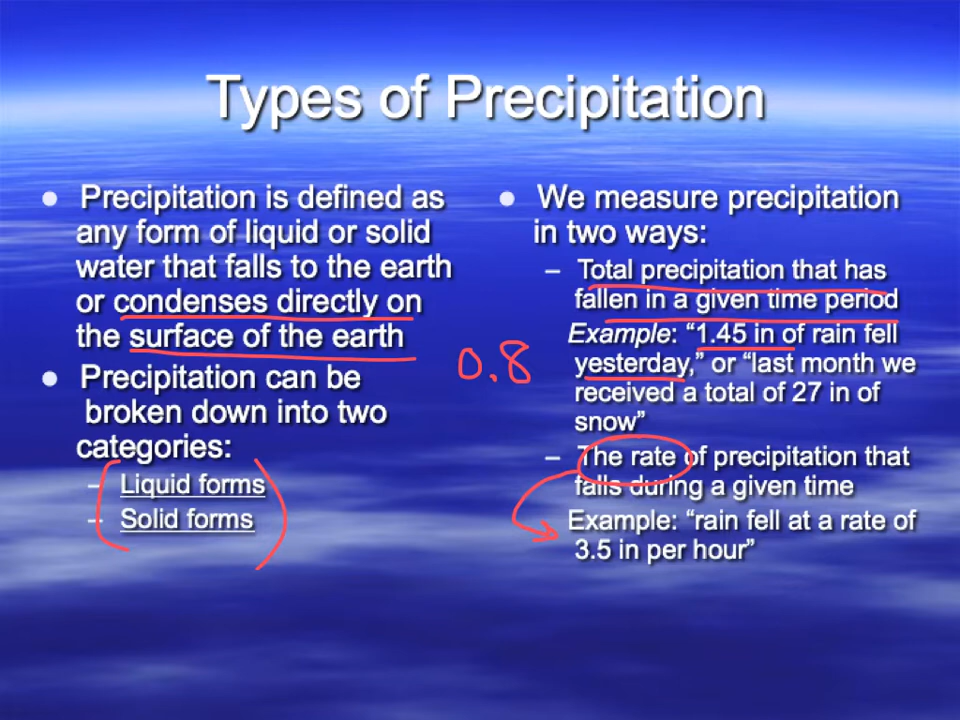 Types of Precipitation
● Precipitation is defined as
any form of liquid or solid
water that falls to the earth
or condenses directly on
the surface of the earth
● Precipitation can be
broken down into two
categories:
– Liquid forms
– Solid forms
0.8
● We measure precipitation
in two ways:
– Total precipitation that has
fallen in a given time period
Example: “1.45 in of rain fell
yesterday,” or “last month we
received a total of 27 in of
snow”
– The rate of precipitation that
falls during a given time
Example: “rain fell at a rate of
3.5 in per hour”